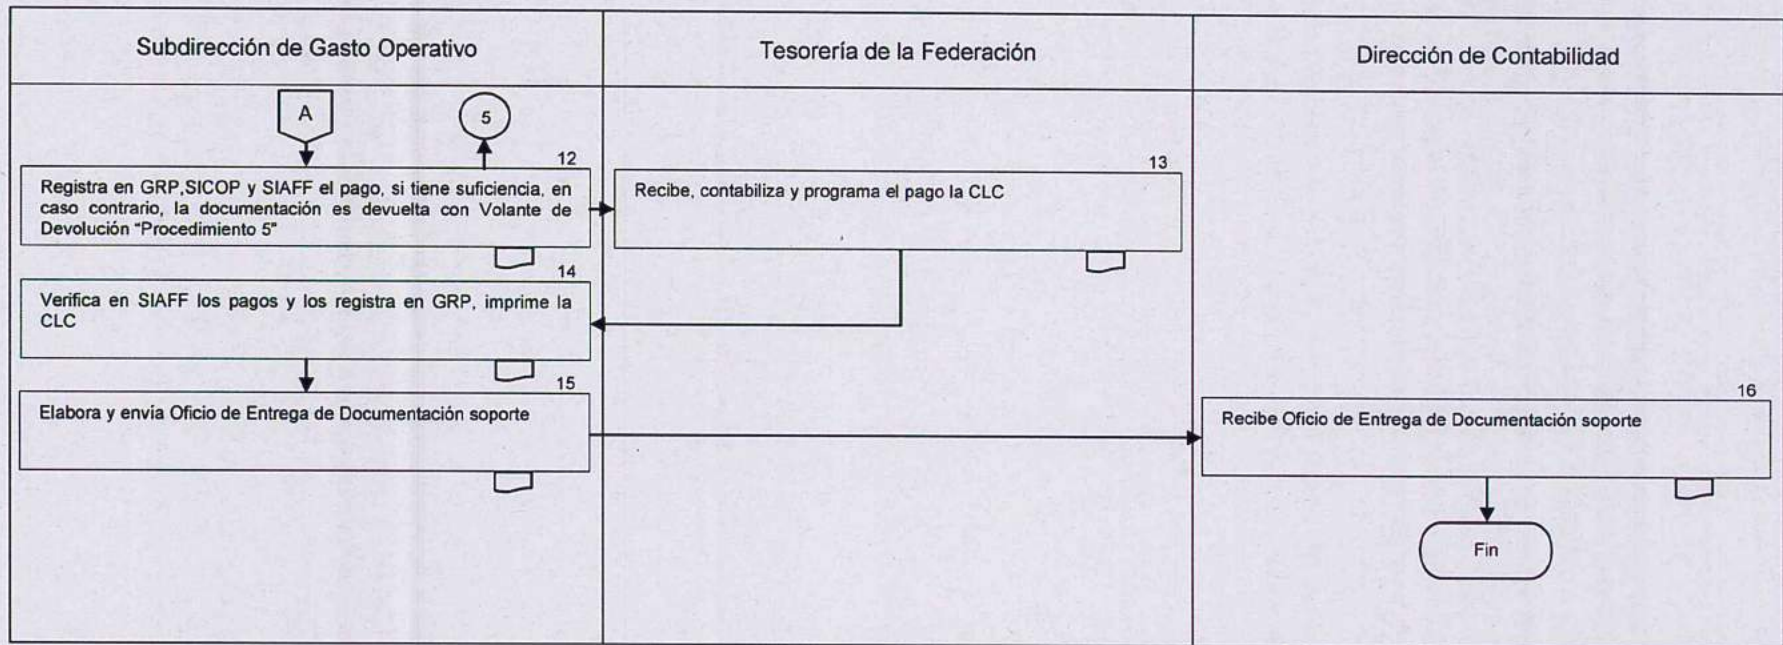 Subdirección de Gasto Operativo
Tesorería de la Federación
Dirección de Contabilidad
A
5
12
Registra en GRP,SICOP y SIAFF el pago, si tiene suficiencia, en
caso contrario, la documentación es devuelta con Volante de
Devolución "Procedimiento 5"
13
Recibe, contabiliza y programa el pago la CLC
14
Verifica en SIAFF los pagos y los registra en GRP, imprime la
CLC
15
Elabora y envía Oficio de Entrega de Documentación soporte
16
Recibe Oficio de Entrega de Documentación soporte
Fin